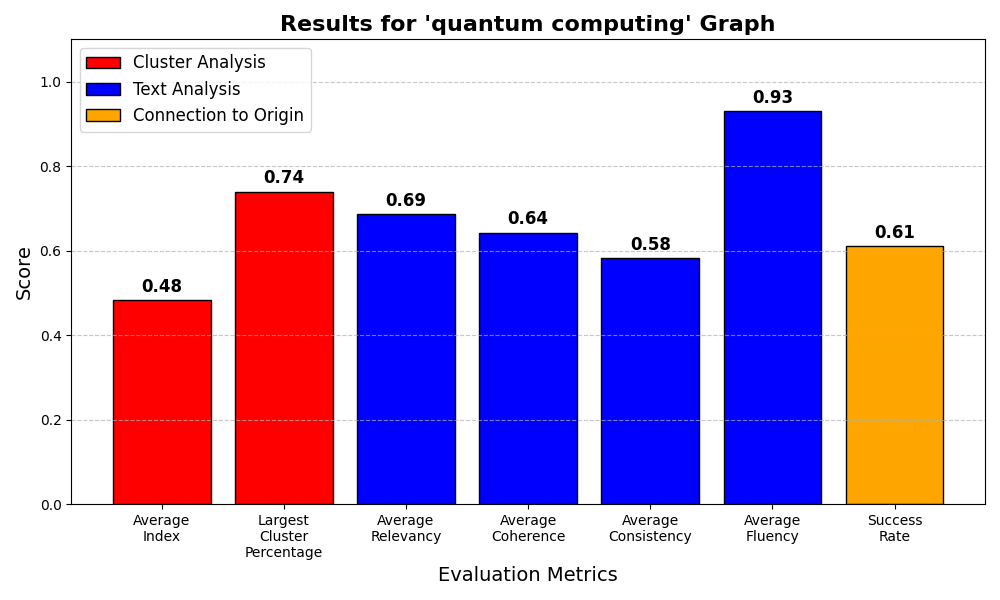 Results for 'quantum computing' Graph
Cluster Analysis
Text Analysis
Connection to Origin
Score
1.0
0.8
0.6
0.4
0.2
0.0
0.48
0.74
0.69
0.64
0.58
0.93
0.61
Average
Index
Largest
Cluster
Percentage
Average
Relevancy
Average
Coherence
Average
Consistency
Average
Fluency
Success
Rate
Evaluation Metrics